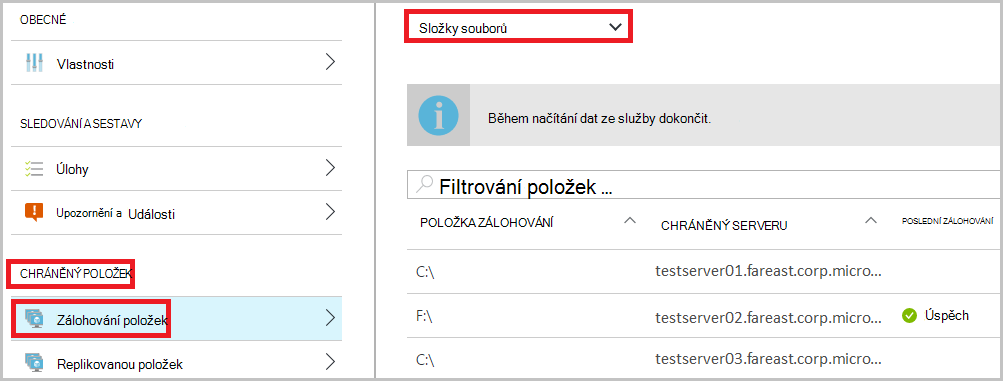 OBECNÉ
Vlastnosti
SLEDOVÁNÍ A SESTAVY
Úlohy
Upozornění a Události
CHRÁNĚNÝ POLOŽEK
Zálohování položek
Replikovanou položek
Složky souborů
Během načítání dat ze služby dokončit.
Filtrování položek ...
POLOŽKA ZÁLOHOVÁNÍ CHRÁNĚNÝ SERVERU POSLEDNÍ ZÁLOHOVÁNÍ
C:\ testserver01.fareast.corp.micro...
F:\ testserver02.fareast.corp.micro... Úspěch
C:\ testserver03.fareast.corp.micro...